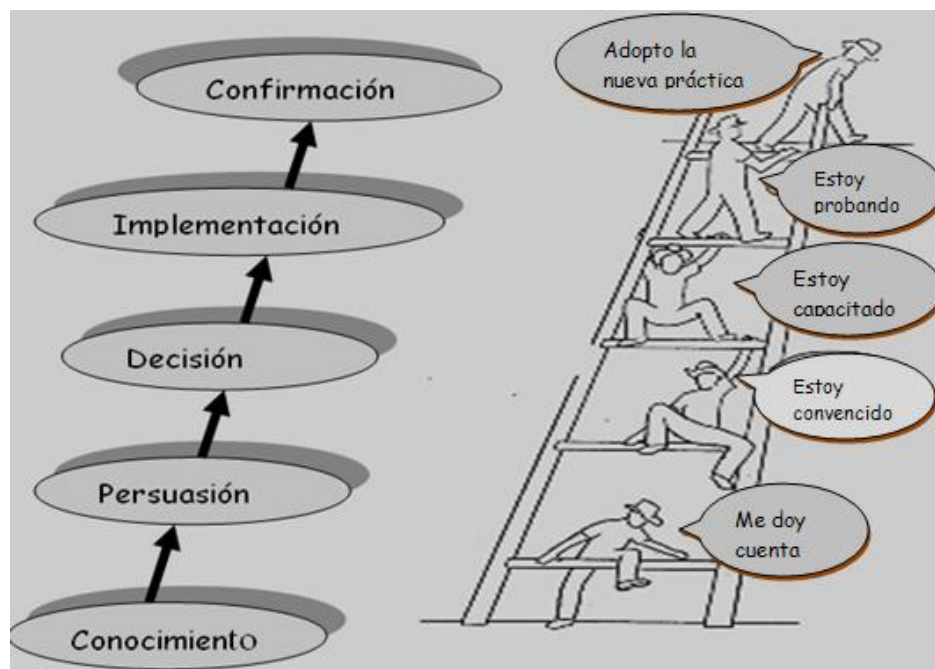 Confirmación
Implementación
Decisión
Persuasión
Conocimiento
Adopto la
nueva práctica
Estoy
probando
Estoy
capacitado
Estoy
convencido
Me doy
cuenta